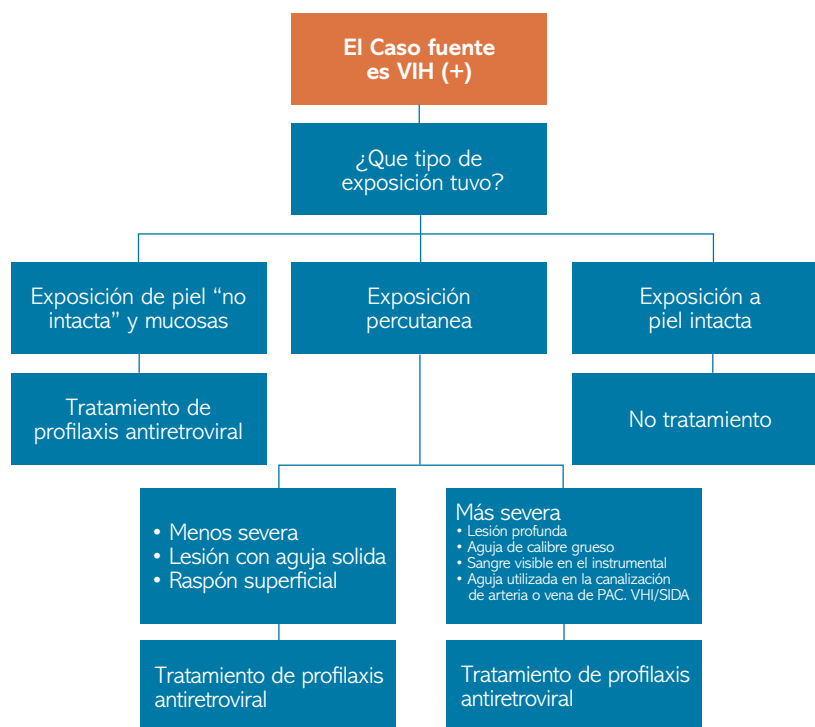 El Caso fuente
es VIH (+)
¿Que tipo de
exposición tuvo?
Exposición de piel “no
intacta” y mucosas
Exposición
percutanea
Exposición a
piel intacta
Tratamiento de
profilaxis antiretroviral
No tratamiento
• Menos severa
• Lesión con aguja solida
• Raspón superficial
Más severa
• Lesión profunda
• Aguja de calibre grueso
• Sangre visible en el instrumental
• Aguja utilizada en la canalización
de arteria o vena de PAC. VHI/SIDA
Tratamiento de profilaxis
antiretroviral
Tratamiento de profilaxis
antiretroviral